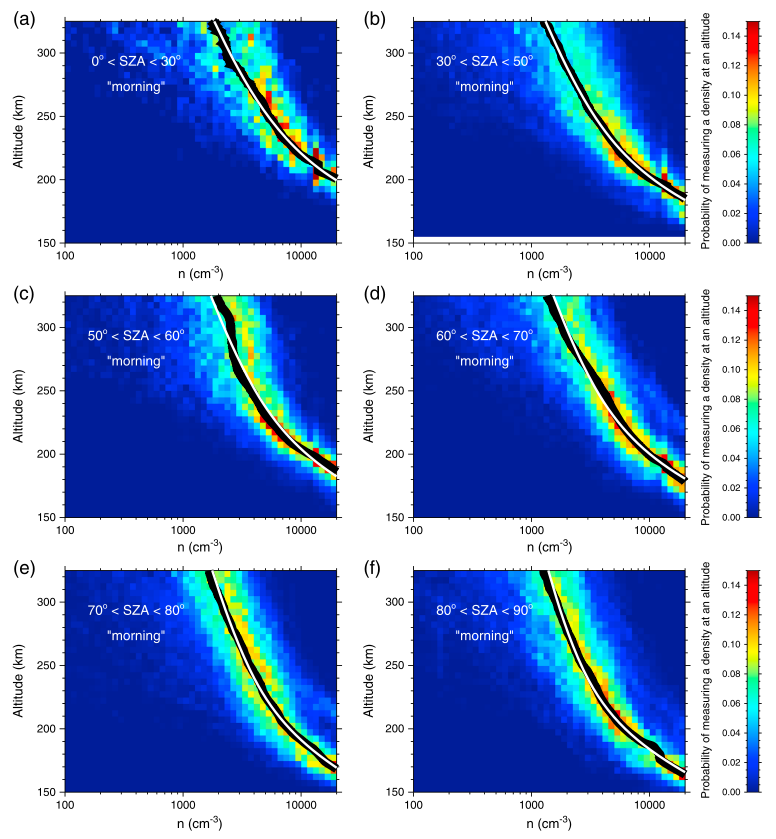 (a)
0° < SZA < 30°
"morning"
Altitude (km)
300
250
200
150
100
1000
10000
n (cm⁻³)
(b)
30° < SZA < 50°
"morning"
Altitude (km)
300
250
200
150
100
1000
10000
n (cm⁻³)
Probability of measuring a density at an altitude
0.14
0.12
0.10
0.08
0.06
0.04
0.02
0.00
(c)
50° < SZA < 60°
"morning"
Altitude (km)
300
250
200
150
100
1000
10000
n (cm⁻³)
(d)
60° < SZA < 70°
"morning"
Altitude (km)
300
250
200
150
100
1000
10000
n (cm⁻³)
Probability of measuring a density at an altitude
0.14
0.12
0.10
0.08
0.06
0.04
0.02
0.00
(e)
70° < SZA < 80°
"morning"
Altitude (km)
300
250
200
150
100
1000
10000
n (cm⁻³)
(f)
80° < SZA < 90°
"morning"
Altitude (km)
300
250
200
150
100
1000
10000
n (cm⁻³)
Probability of measuring a density at an altitude
0.14
0.12
0.10
0.08
0.06
0.04
0.02
0.00